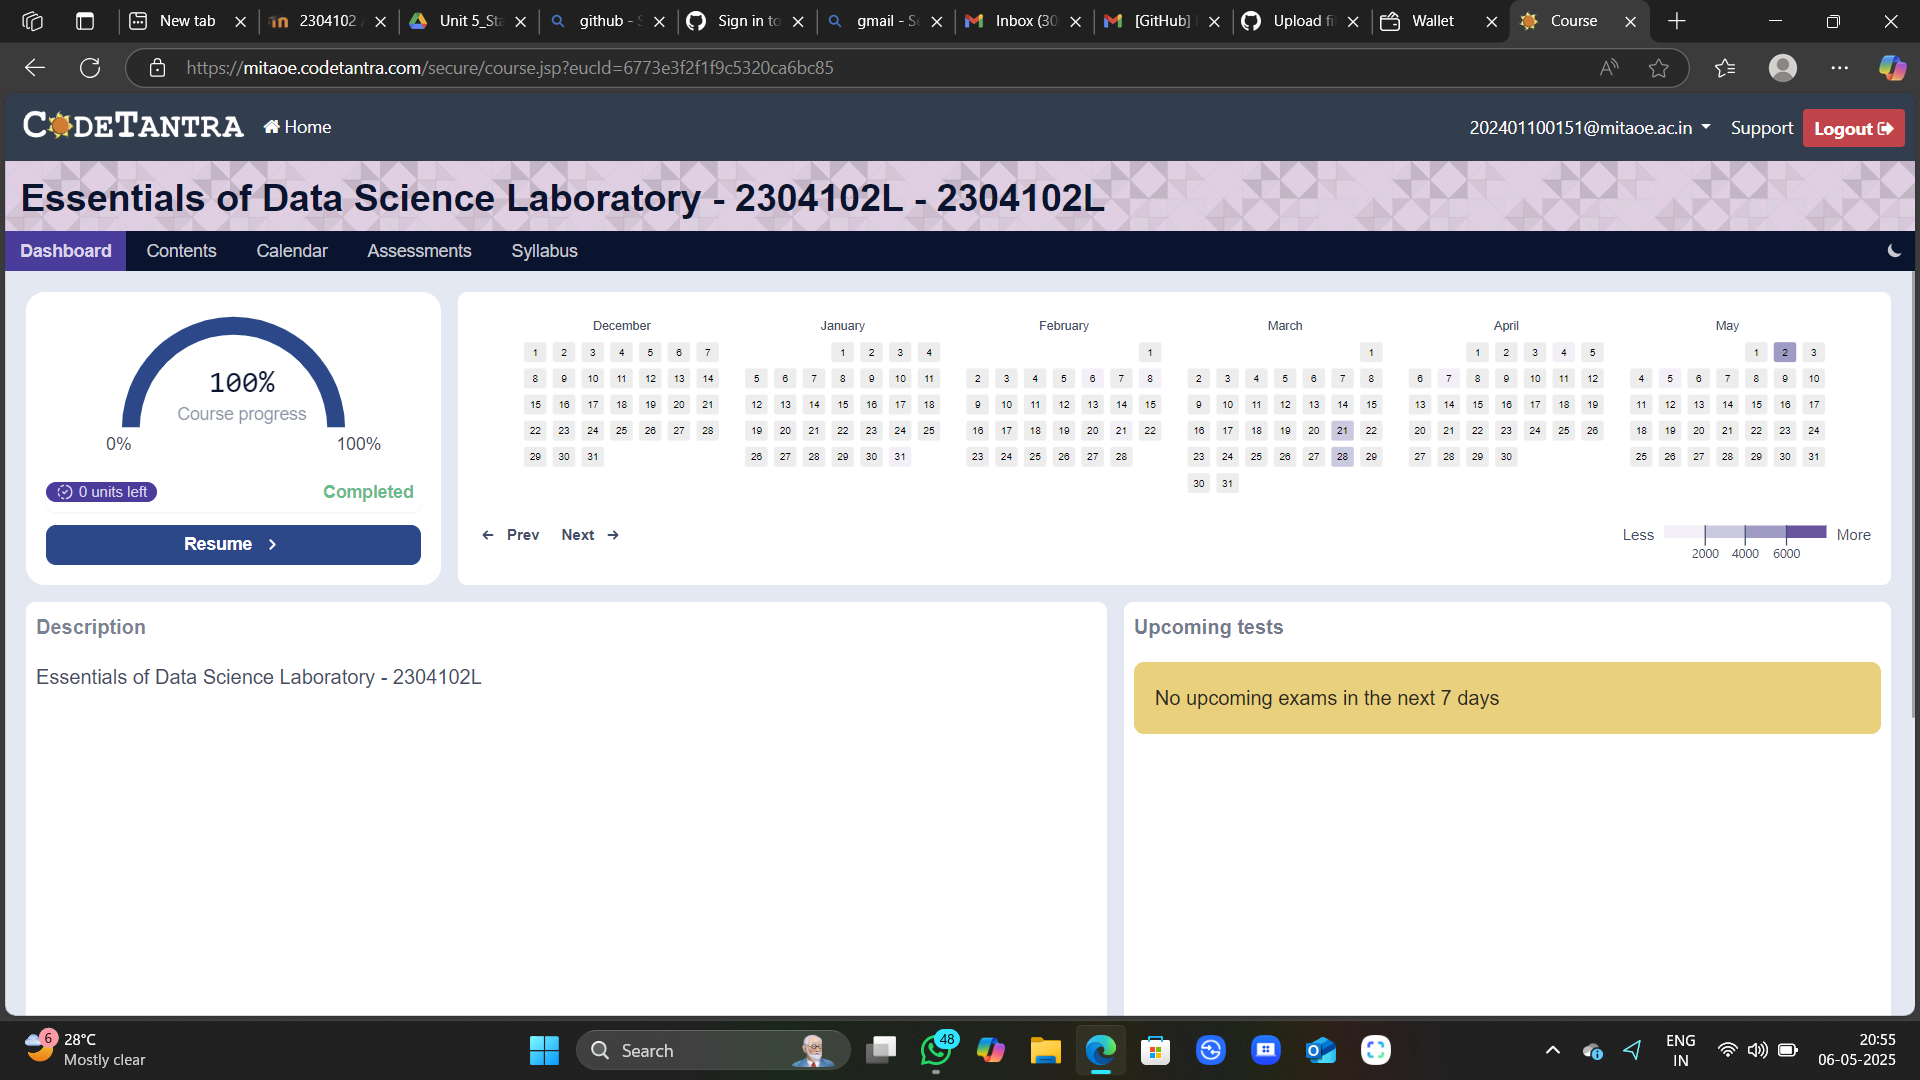 New tab
2304102
Unit 5_Sta
github - S
Sign in to
gmail - Se
Inbox (30
[GitHub]
Upload fil
Wallet
Course
https://mitaoe.codetantra.com/secure/course.jsp?eucId=6773e3f2f1f9c5320ca6bc85
CODETANTRA
Home
202401100151@mitaoe.ac.in
Support
Logout
Essentials of Data Science Laboratory - 2304102L - 2304102L
Dashboard
Contents
Calendar
Assessments
Syllabus
100%
Course progress
0%
100%
0 units left
Completed
Resume
December
1 2 3 4 5 6 7
8 9 10 11 12 13 14
15 16 17 18 19 20 21
22 23 24 25 26 27 28
29 30 31
January
1 2 3 4
5 6 7 8 9 10 11
12 13 14 15 16 17 18
19 20 21 22 23 24 25
26 27 28 29 30 31
February
1
2 3 4 5 6 7 8
9 10 11 12 13 14 15
16 17 18 19 20 21 22
23 24 25 26 27 28
March
1
2 3 4 5 6 7 8
9 10 11 12 13 14 15
16 17 18 19 20 21 22
23 24 25 26 27 28 29
30 31
April
1 2 3 4 5
6 7 8 9 10 11 12
13 14 15 16 17 18 19
20 21 22 23 24 25 26
27 28 29 30
May
1 2 3
4 5 6 7 8 9 10
11 12 13 14 15 16 17
18 19 20 21 22 23 24
25 26 27 28 29 30 31
← Prev
Next →
Less
More
2000 4000 6000
Description
Essentials of Data Science Laboratory - 2304102L
Upcoming tests
No upcoming exams in the next 7 days
6
28°C
Mostly clear
Search
48
ENG
IN
20:55
06-05-2025